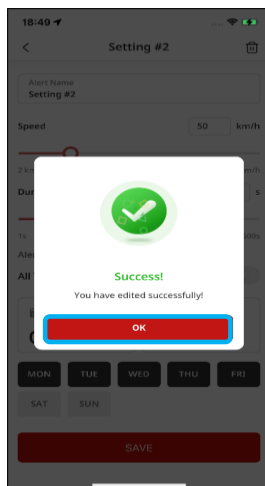 18:49
Setting #2
Alert Name
Setting #2
Speed 50 km/h
Success!
You have edited successfully!
OK
MON TUE WED THU FRI
SAT SUN
SAVE